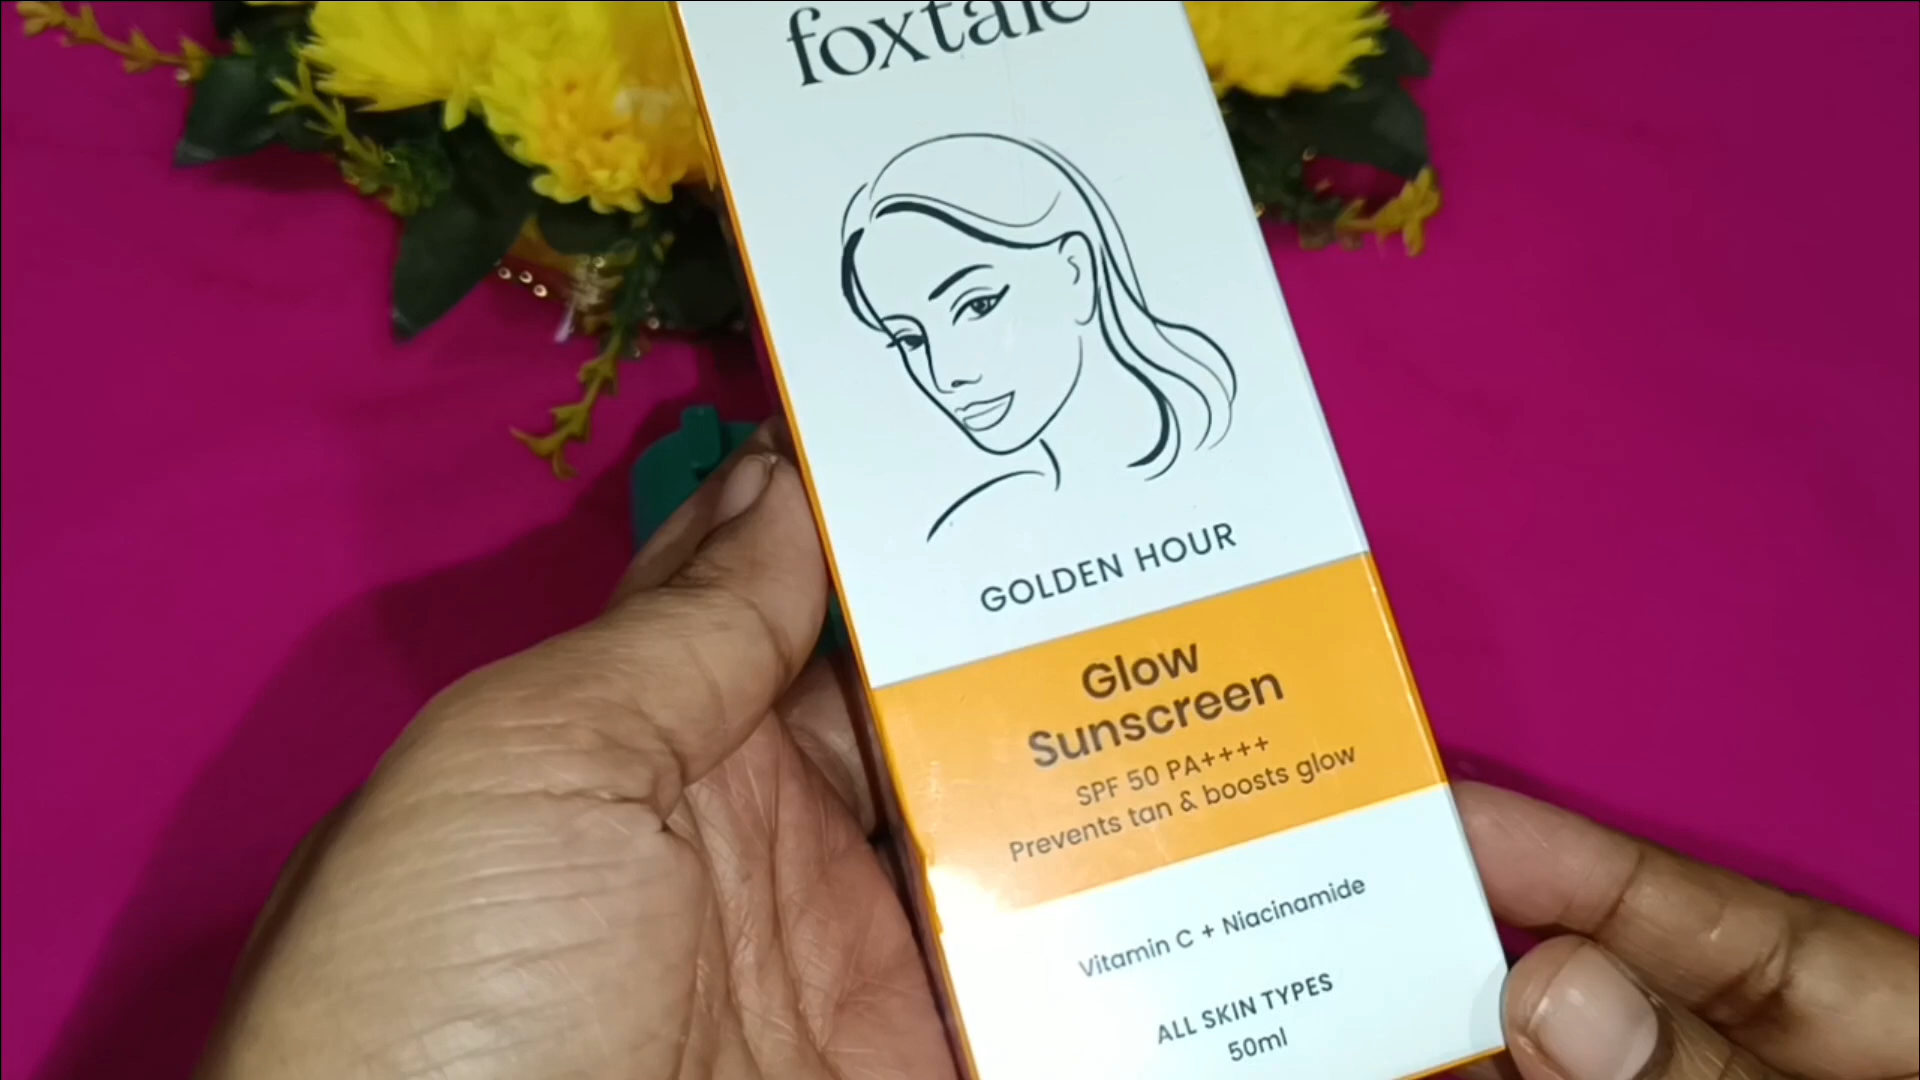 foxtale
GOLDEN HOUR
Glow
Sunscreen
SPF 50 PA++++
Prevents tan & boosts glow
Vitamin C + Niacinamide
ALL SKIN TYPES
50ml